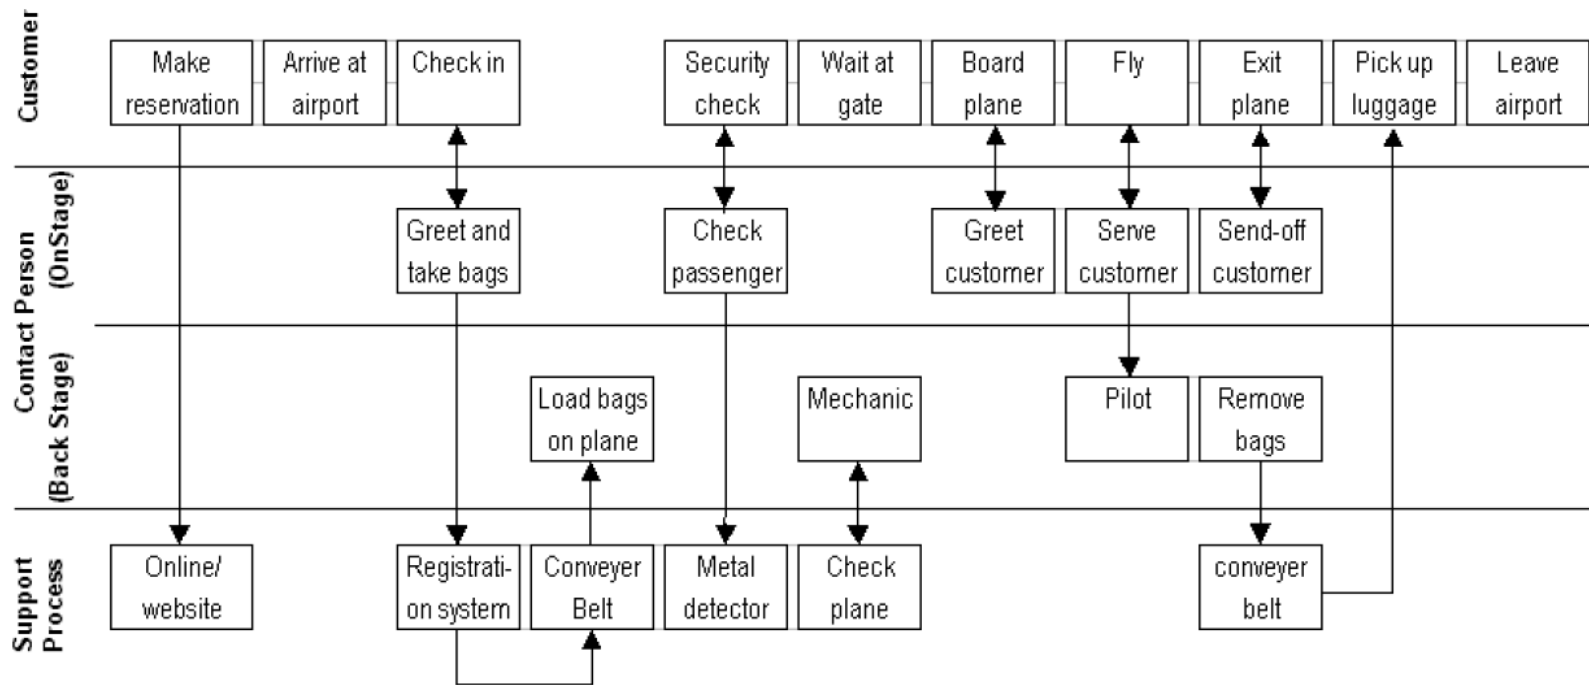 Customer
Make
reservation
Arrive at
airport
Check in
Security
check
Wait at
gate
Board
plane
Fly
Exit
plane
Pick up
luggage
Leave
airport
Contact Person
(OnStage)
Greet and
take bags
Check
passenger
Greet
customer
Serve
customer
Send-off
customer
(Back Stage)
Load bags
on plane
Mechanic
Pilot
Remove
bags
Support
Process
Online/
website
Registrati-
on system
Conveyer
Belt
Metal
detector
Check
plane
conveyer
belt